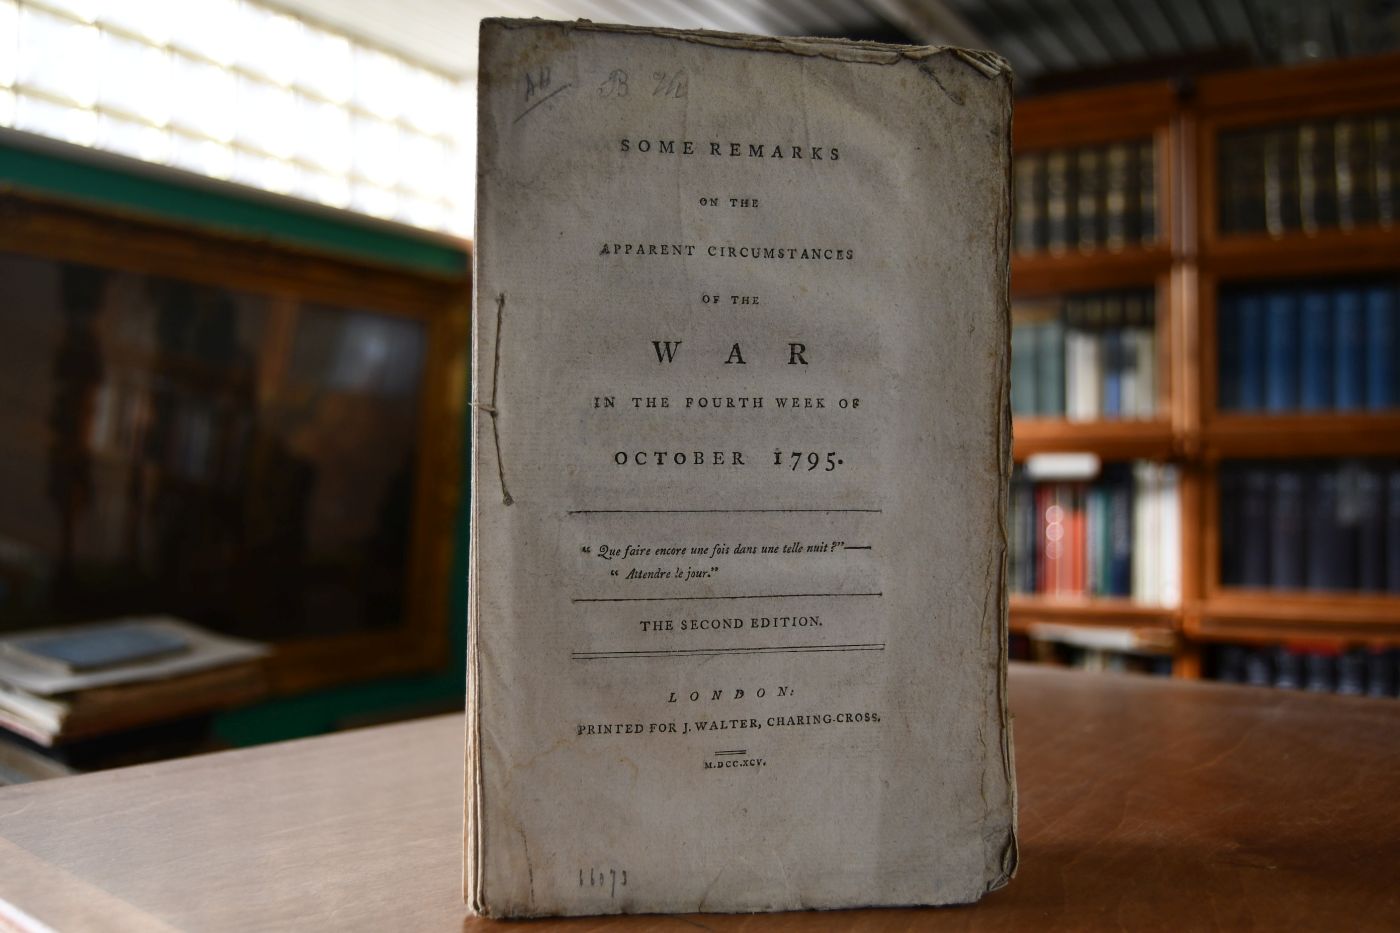 AH B
SOME REMARKS
ON THE
APPARENT CIRCUMSTANCES
OF THE
WAR
IN THE FOURTH WEEK OF
OCTOBER 1795.
“ Que faire encore une fois dans une telle nuit ?”——
“ Attendre le jour.”
THE SECOND EDITION.
LONDON:
PRINTED FOR J. WALTER, CHARING-CROSS.
M.DCC.XCV.
16073